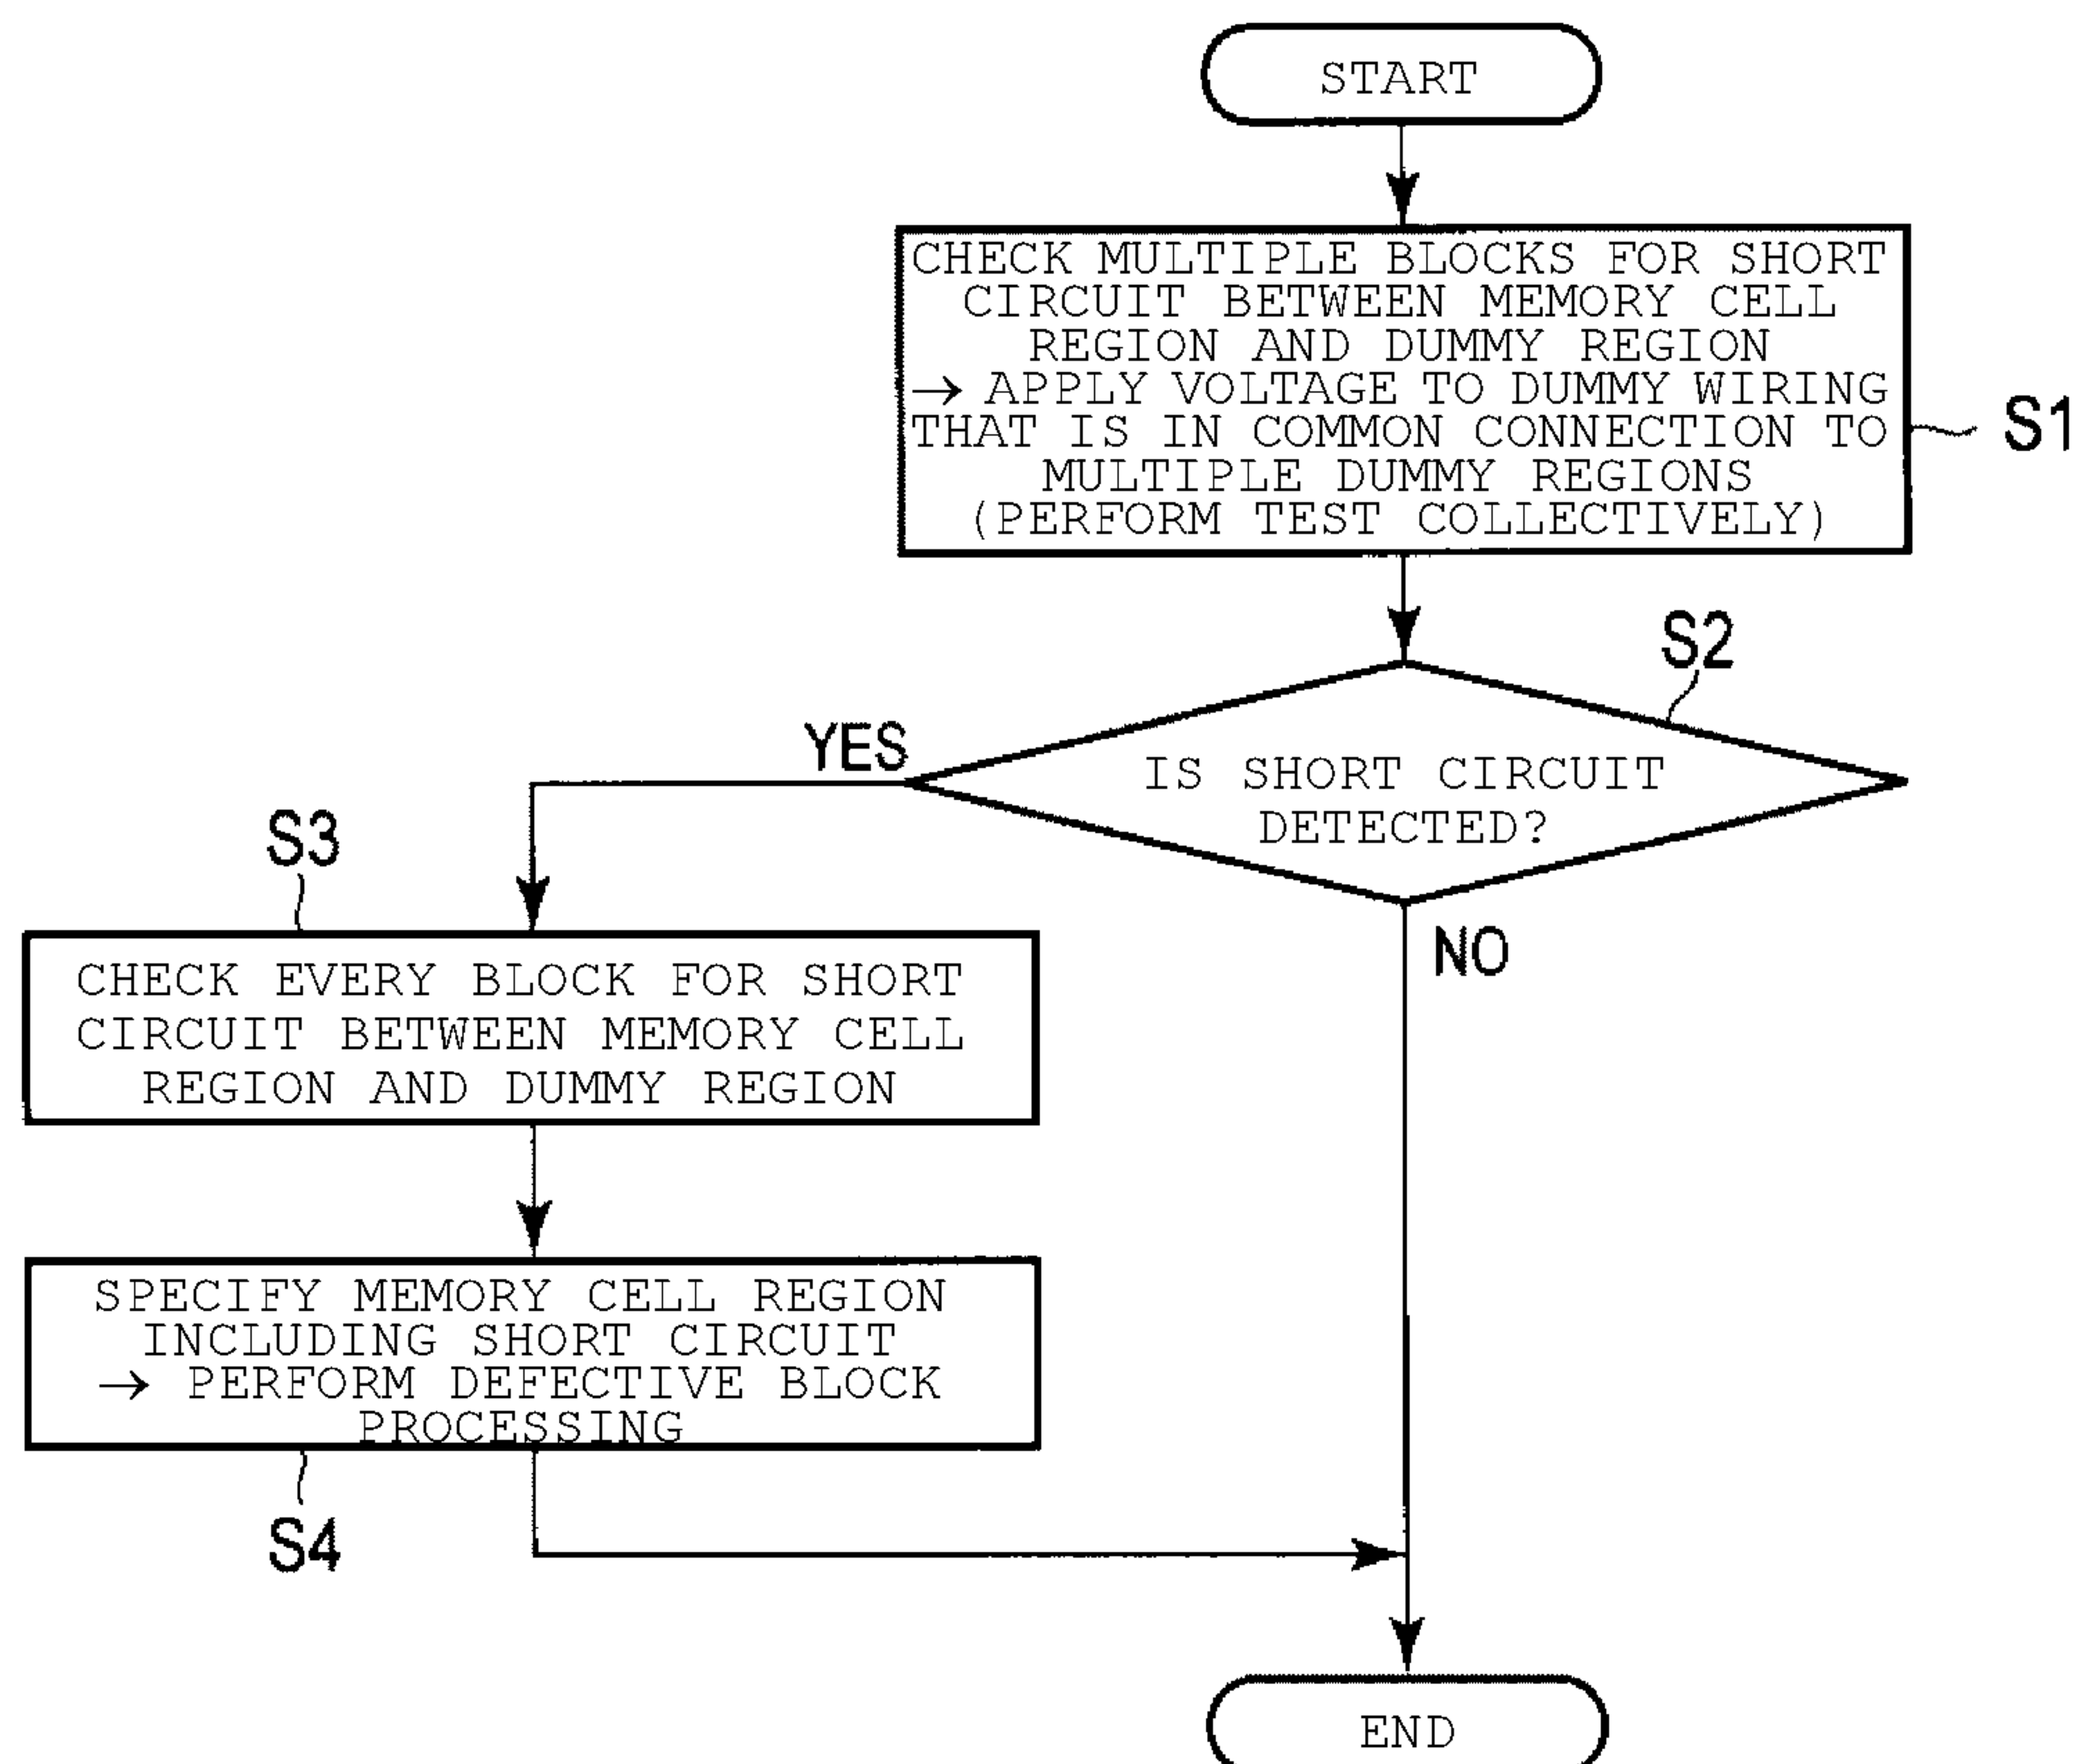 START
CHECK MULTIPLE BLOCKS FOR SHORT
CIRCUIT BETWEEN MEMORY CELL
REGION AND DUMMY REGION
→ APPLY VOLTAGE TO DUMMY WIRING
THAT IS IN COMMON CONNECTION TO
MULTIPLE DUMMY REGIONS
(PERFORM TEST COLLECTIVELY)
S1
S2
IS SHORT CIRCUIT
DETECTED?
YES
NO
S3
CHECK EVERY BLOCK FOR SHORT
CIRCUIT BETWEEN MEMORY CELL
REGION AND DUMMY REGION
SPECIFY MEMORY CELL REGION
INCLUDING SHORT CIRCUIT
→ PERFORM DEFECTIVE BLOCK
PROCESSING
S4
END